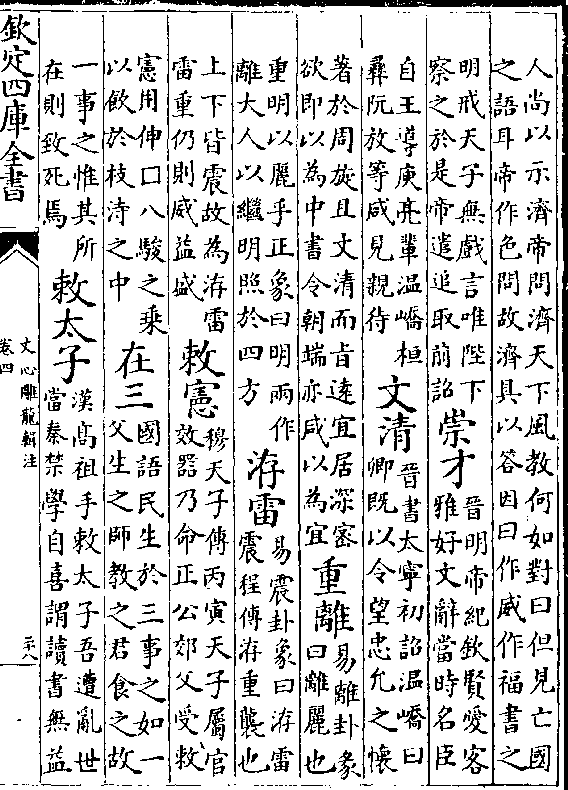 人尚以示濟帝問濟天下風教何如對曰但見亡國
之語耳帝作色問故濟具以答因曰作威作福書之
明戒天子無戲言唯陛下
察之於是帝遣追取前詔
崇才
晉明帝紀欽賢愛客
雅好文辭當時名臣
自王導庾亮輩温嶠桓
彞阮放等咸見親待
文清
晉書太寧初詔温嶠曰
卿既以令望忠允之懷
著於周旋且文清而旨逺宜居深密
欲即以為中書令朝端亦咸以為宜
重離
易離卦彖
曰離麗也
重明以麗乎正象曰明兩作
離大人以繼明照於四方
洊雷
易震卦象曰洊雷
震程傳洊重襲也
上下皆震故為洊雷
雷重仍則威益盛
敕憲
穆天子傳丙寅天子屬官
效器乃命正公郊父受敕
憲用伸囗八駿之乘
以飲於枝洔之中
在三
國語民生於三事之如一
父生之師教之君食之故
一事之惟其所
在則致死焉
敕太子
漢高祖手敕太子吾遭亂世
當秦禁學自喜謂讀書無益
欽定四庫全書
文心雕龍輯注
卷四
二十八